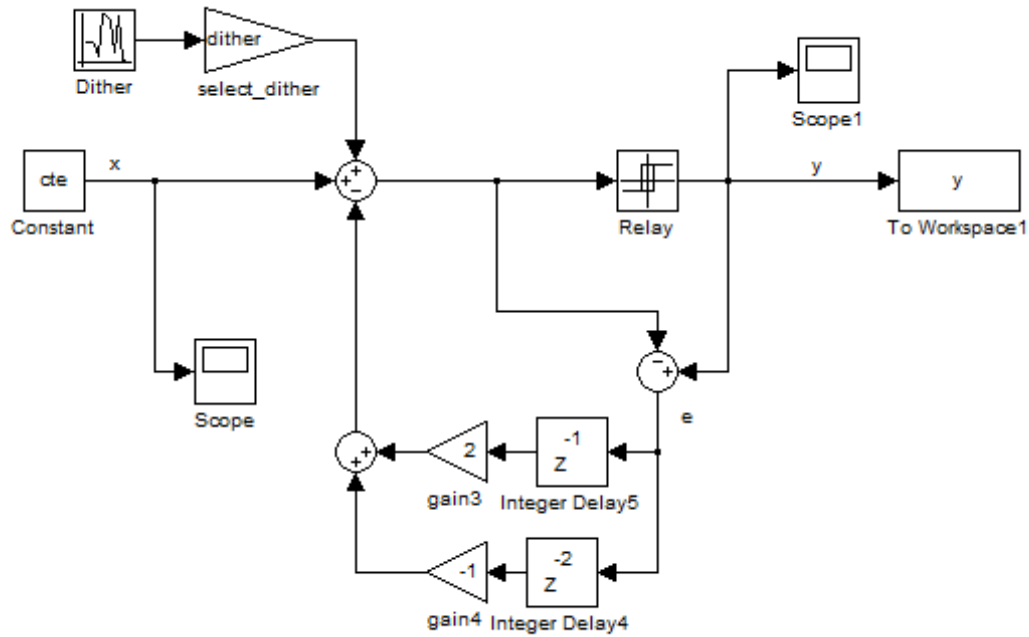 dither
Dither
select_dither
Scope1
cte
x
+
+
−
y
y
Constant
Relay
To Workspace1
−
+
Scope
e
+
+
2
-1
Z
gain3
Integer Delay5
-1
-2
Z
gain4
Integer Delay4